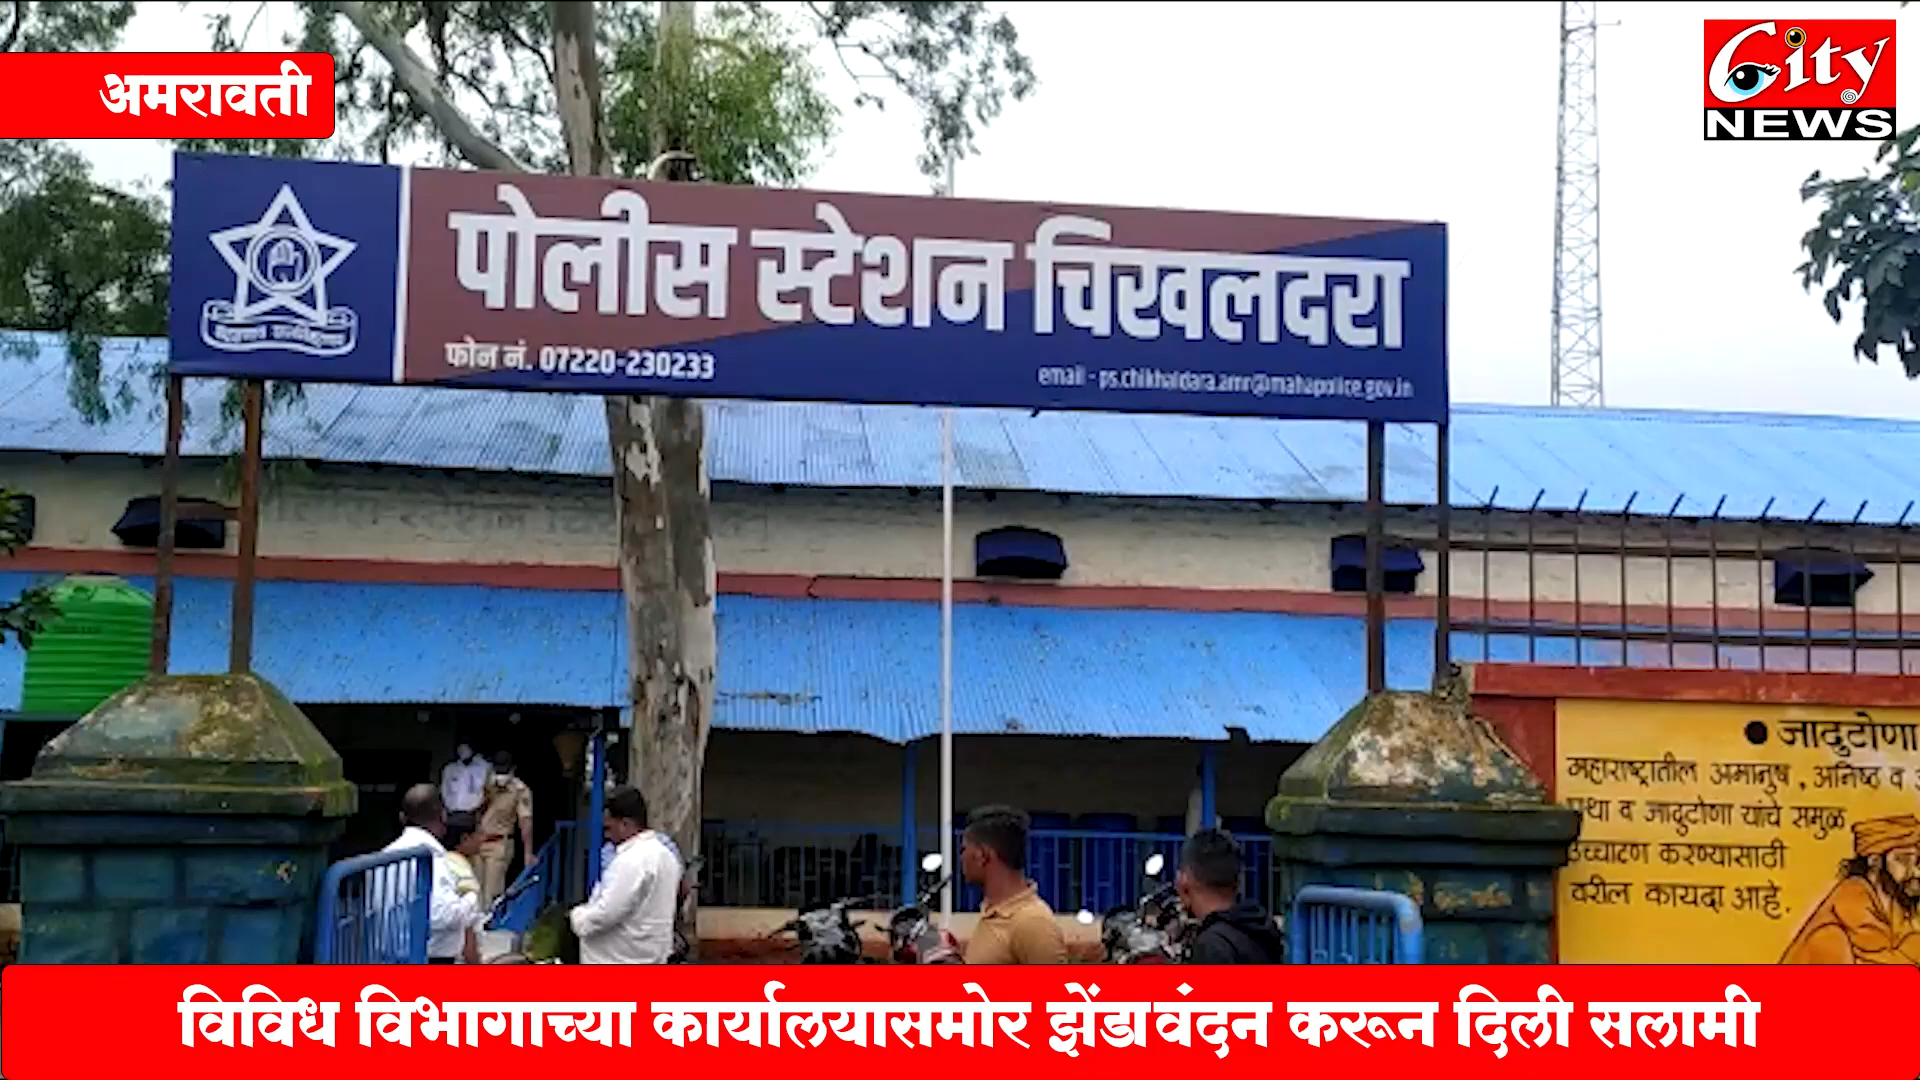 अमरावती
City
NEWS
पोलीस स्टेशन चिखलदरा
फोन नं. 07220-230233
email - ps.chikhaldara.amr@mahapolice.gov.in
● जादुटोणा
महाराष्ट्रातील अमानुष, अनिष्ठ व
प्रथा व जादुटोणा यांचे समुळ
उच्चाटण करण्यासाठी
वरील कायदा आहे.
विविध विभागाच्या कार्यालयासमोर झेंडावंदन करून दिली सलामी